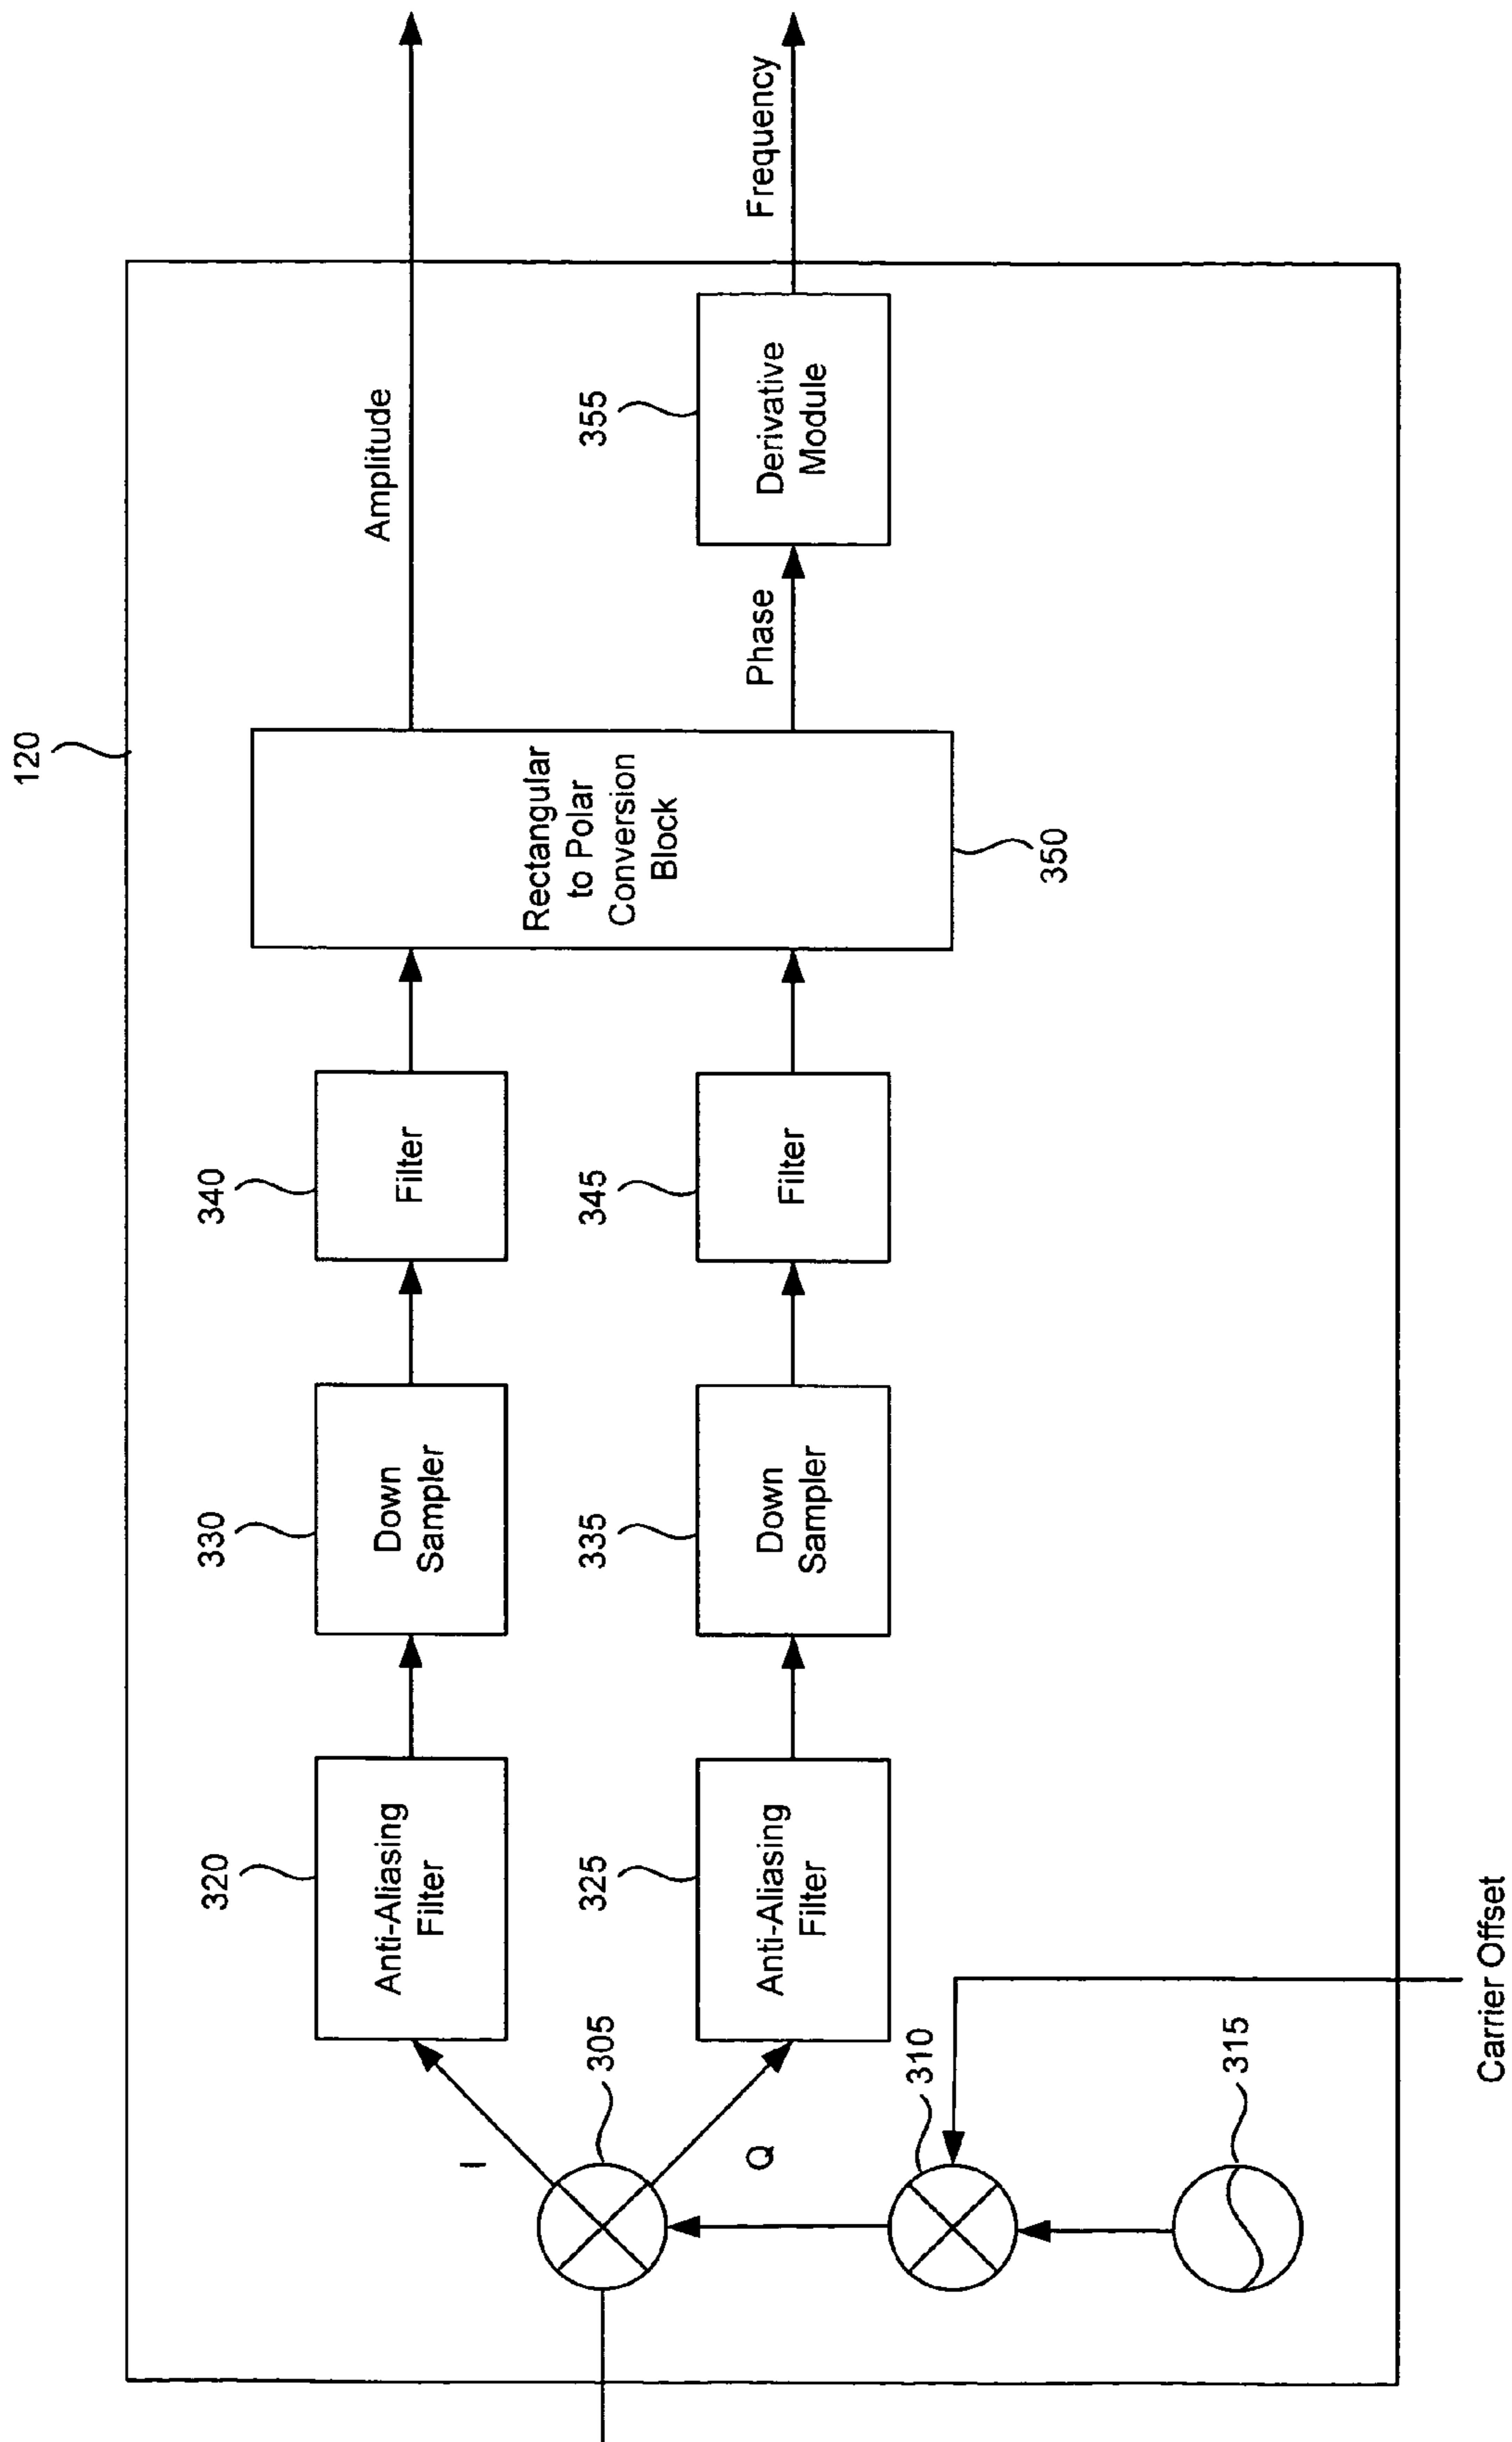 120
Amplitude
Frequency
320
Anti-Aliasing
Filter
330
Down
Sampler
340
Filter
Rectangular
to Polar
Conversion
Block
350
Phase
355
Derivative
Module
I
305
Q
325
Anti-Aliasing
Filter
335
Down
Sampler
345
Filter
310
315
Carrier Offset